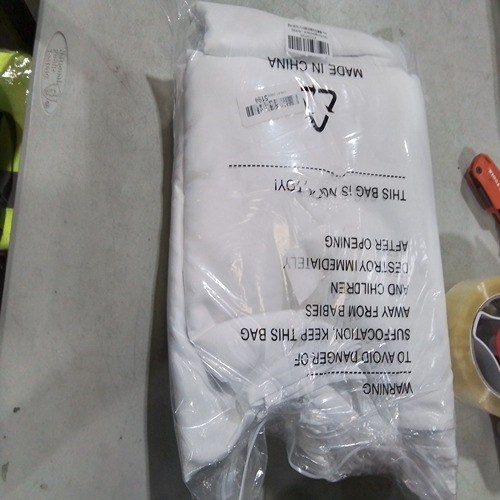 WARNING
TO AVOID DANGER OF
SUFFOCATION, KEEP THIS BAG
AWAY FROM BABIES
AND CHILDREN
DESTROY IMMEDIATELY
AFTER OPENING
THIS BAG IS NOT A TOY!
MADE IN CHINA